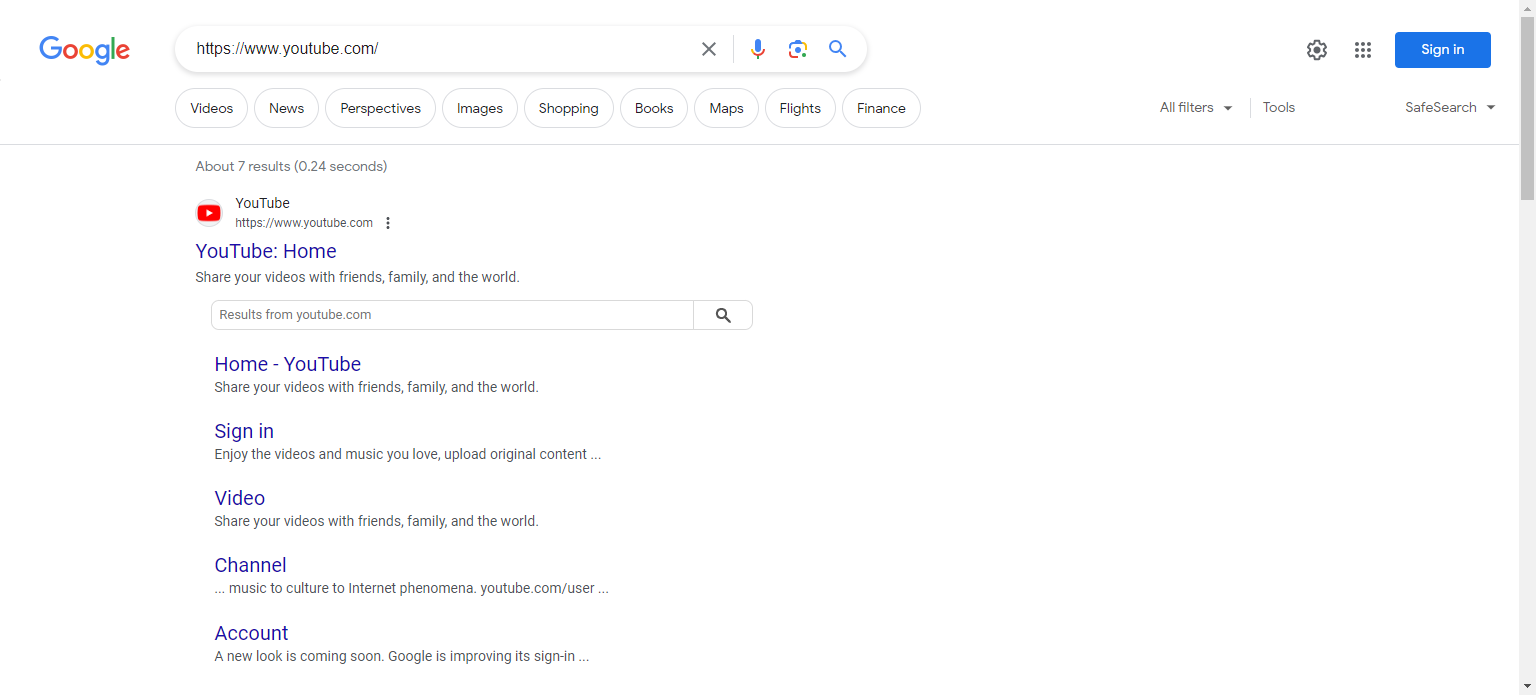 Google
https://www.youtube.com/
Sign in
Videos
News
Perspectives
Images
Shopping
Books
Maps
Flights
Finance
All filters
Tools
SafeSearch
About 7 results (0.24 seconds)
YouTube
https://www.youtube.com
YouTube: Home
Share your videos with friends, family, and the world.
Results from youtube.com
Home - YouTube
Share your videos with friends, family, and the world.
Sign in
Enjoy the videos and music you love, upload original content ...
Video
Share your videos with friends, family, and the world.
Channel
... music to culture to Internet phenomena. youtube.com/user ...
Account
A new look is coming soon. Google is improving its sign-in ...